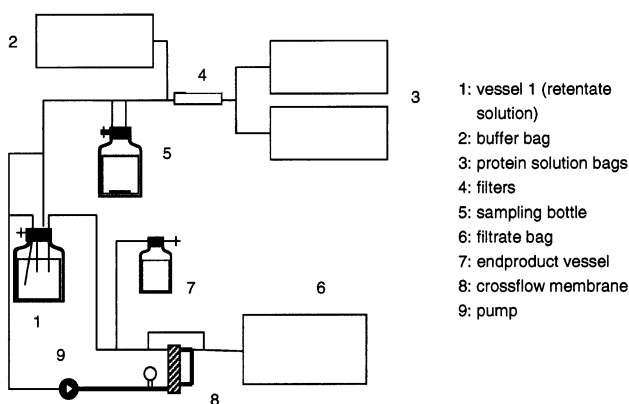 2
4
3
5
1
7
6
9
8
1: vessel 1 (retentate
solution)
2: buffer bag
3: protein solution bags
4: filters
5: sampling bottle
6: filtrate bag
7: endproduct vessel
8: crossflow membrane
9: pump